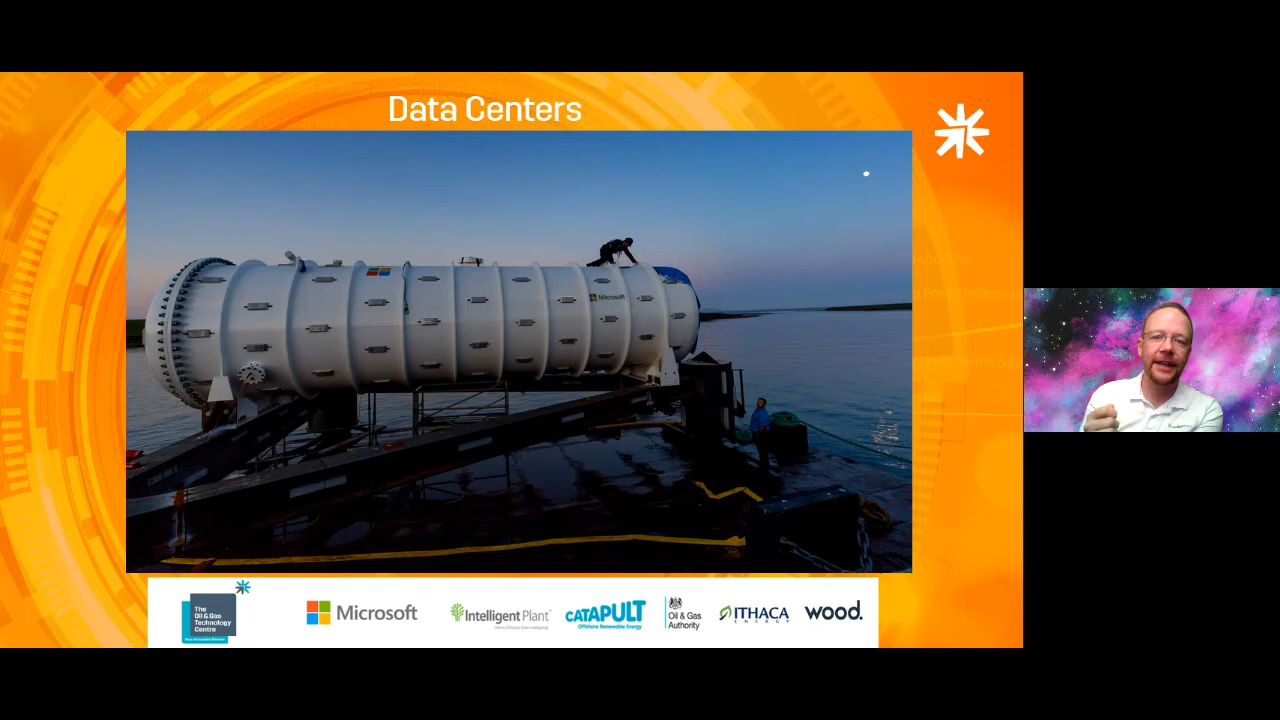 Data Centers
Microsoft
The
Oil & Gas
Technology
Centre
Microsoft
Intelligent Plant
CATAPULT
Offshore Renewable Energy
Oil & Gas
Authority
ITHACA
ENERGY
wood.